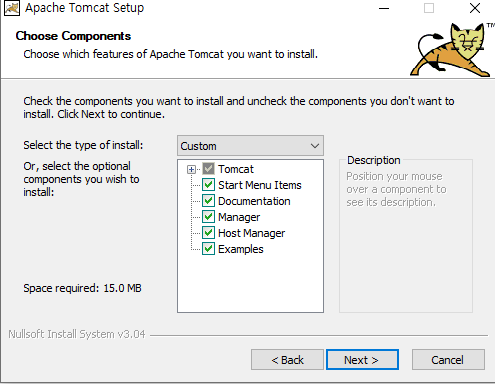 Apache Tomcat Setup
Choose Components
Choose which features of Apache Tomcat you want to install.
Check the components you want to install and uncheck the components you don't want to
install. Click Next to continue.
Select the type of install:
Custom
Or, select the optional
components you wish to
install:
Tomcat
Start Menu Items
Documentation
Manager
Host Manager
Examples
Description
Position your mouse
over a component to
see its description.
Space required: 15.0 MB
Nullsoft Install System v3.04
< Back
Next >
Cancel